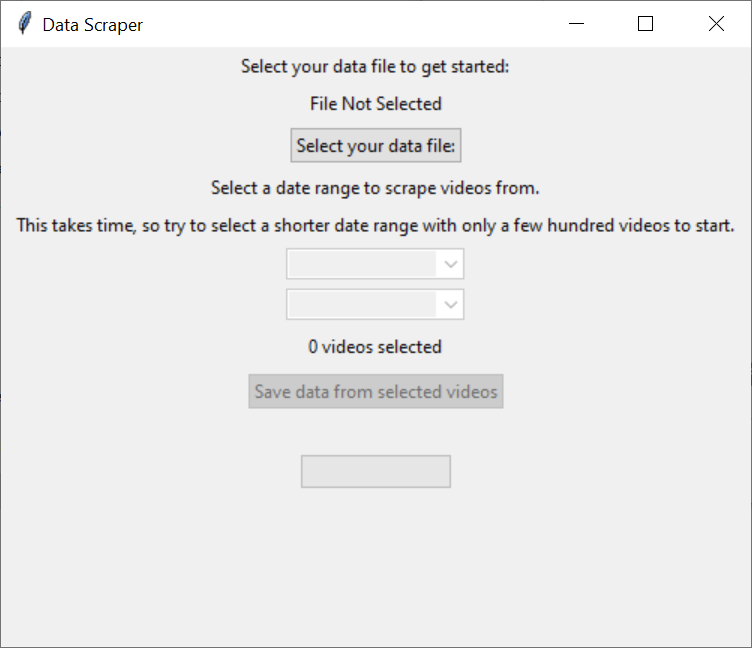 Data Scraper
Select your data file to get started:
File Not Selected
Select your data file:
Select a date range to scrape videos from.
This takes time, so try to select a shorter date range with only a few hundred videos to start.
0 videos selected
Save data from selected videos